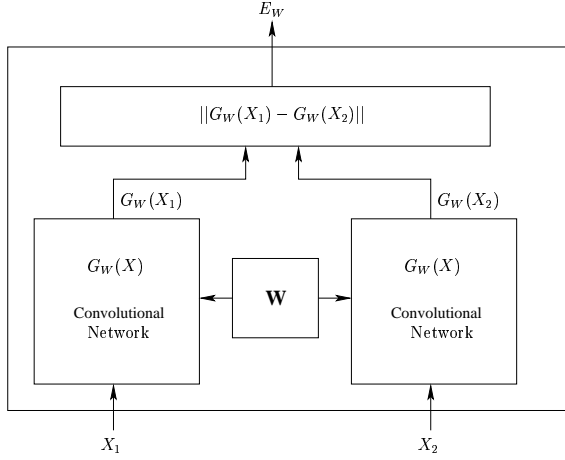 E_W
||G_W(X_1) − G_W(X_2)||
G_W(X_1)
G_W(X_2)
G_W(X)
Convolutional
Network
W
G_W(X)
Convolutional
Network
X_1
X_2